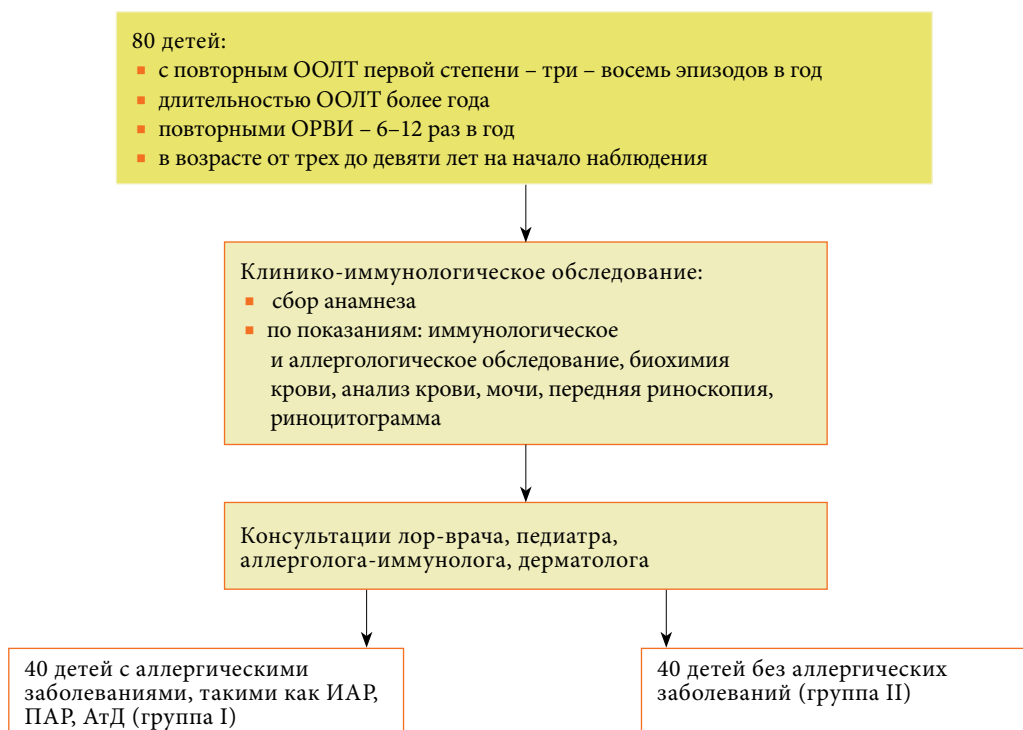 80 детей:
▪ с повторным ООЛТ первой степени – три – восемь эпизодов в год
▪ длительностью ООЛТ более года
▪ повторными ОРВИ – 6–12 раз в год
▪ в возрасте от трех до девяти лет на начало наблюдения
Клинико-иммунологическое обследование:
▪ сбор анамнеза
▪ по показаниям: иммунологическое
и аллергологическое обследование, биохимия
крови, анализ крови, мочи, передняя риноскопия,
риноцитограмма
Консультации лор-врача, педиатра,
аллерголога-иммунолога, дерматолога
40 детей с аллергическими
заболеваниями, такими как ИАР,
ПАР, АтД (группа I)
40 детей без аллергических
заболеваний (группа II)